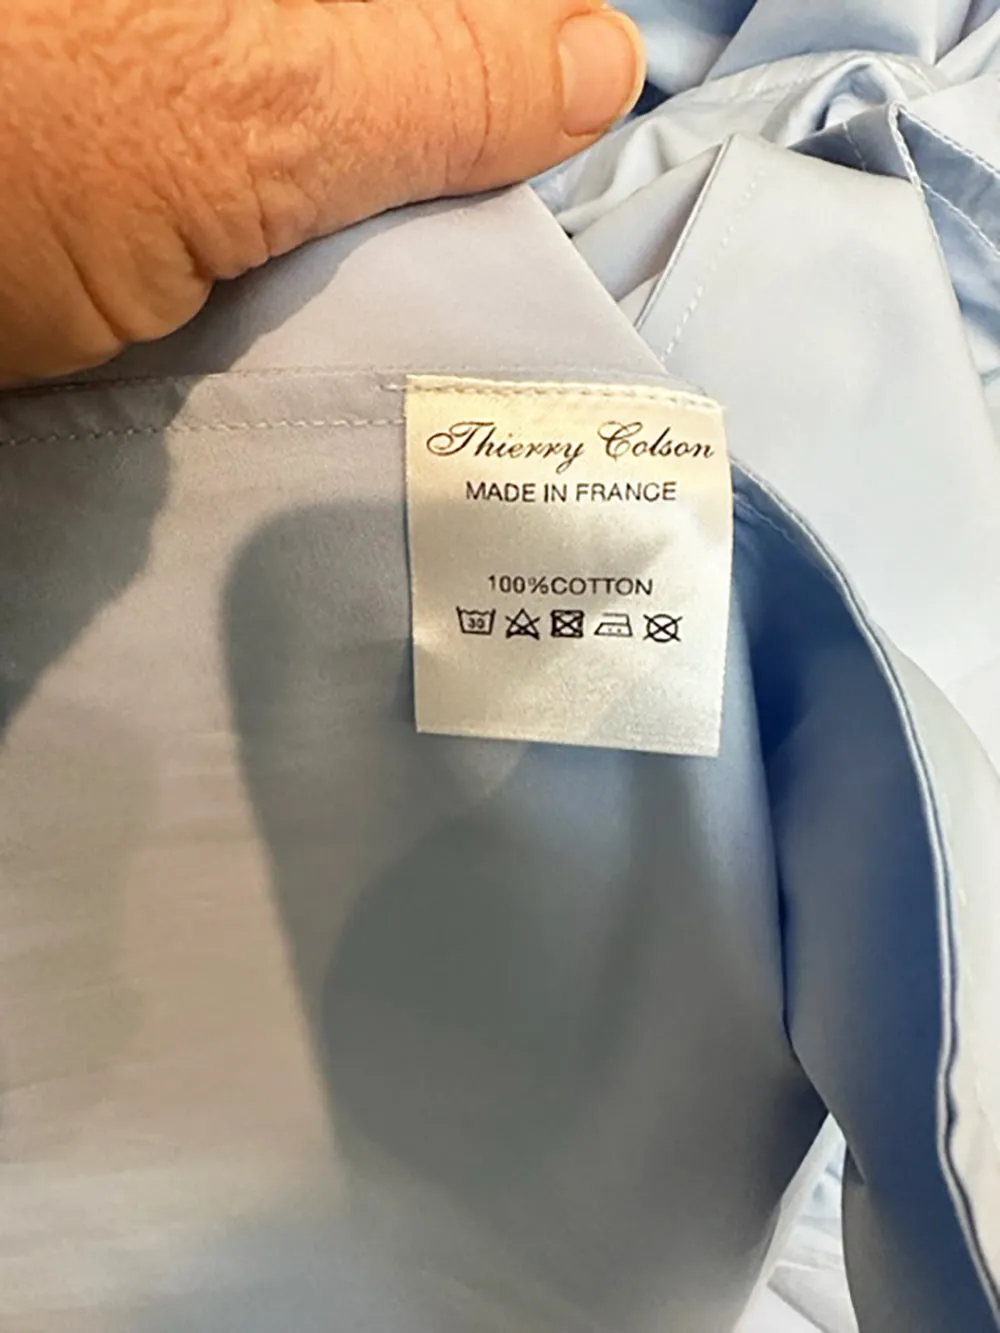 Thierry Colson
MADE IN FRANCE
100%COTTON
30